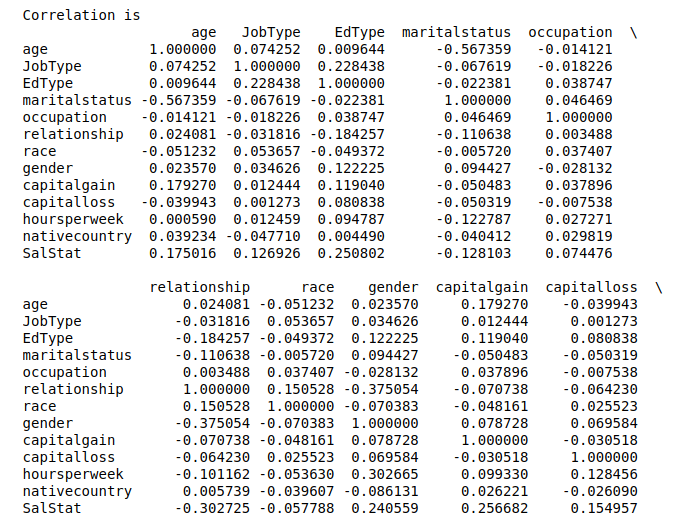 Correlation is
age JobType EdType maritalstatus occupation \
age 1.000000 0.074252 0.009644 -0.567359 -0.014121
JobType 0.074252 1.000000 0.228438 -0.067619 -0.018226
EdType 0.009644 0.228438 1.000000 -0.022381 0.038747
maritalstatus -0.567359 -0.067619 -0.022381 1.000000 0.046469
occupation -0.014121 -0.018226 0.038747 0.046469 1.000000
relationship 0.024081 -0.031816 -0.184257 -0.110638 0.003488
race -0.051232 0.053657 -0.049372 -0.005720 0.037407
gender 0.023570 0.034626 0.122225 0.094427 -0.028132
capitalgain 0.179270 0.012444 0.119040 -0.050483 0.037896
capitalloss -0.039943 0.001273 0.080838 -0.050319 -0.007538
hoursperweek 0.000590 0.012459 0.094787 -0.122787 0.027271
nativecountry 0.039234 -0.047710 0.004490 -0.040412 0.029819
SalStat 0.175016 0.126926 0.250802 -0.128103 0.074476
relationship race gender capitalgain capitalloss \
age 0.024081 -0.051232 0.023570 0.179270 -0.039943
JobType -0.031816 0.053657 0.034626 0.012444 0.001273
EdType -0.184257 -0.049372 0.122225 0.119040 0.080838
maritalstatus -0.110638 -0.005720 0.094427 -0.050483 -0.050319
occupation 0.003488 0.037407 -0.028132 0.037896 -0.007538
relationship 1.000000 0.150528 -0.375054 -0.070738 -0.064230
race 0.150528 1.000000 -0.070383 -0.048161 0.025523
gender -0.375054 -0.070383 1.000000 0.078728 0.069584
capitalgain -0.070738 -0.048161 0.078728 1.000000 -0.030518
capitalloss -0.064230 0.025523 0.069584 -0.030518 1.000000
hoursperweek -0.101162 -0.053630 0.302665 0.099330 0.128456
nativecountry 0.005739 -0.039607 -0.086131 0.026221 -0.026090
SalStat -0.302725 -0.057788 0.240559 0.256682 0.154957